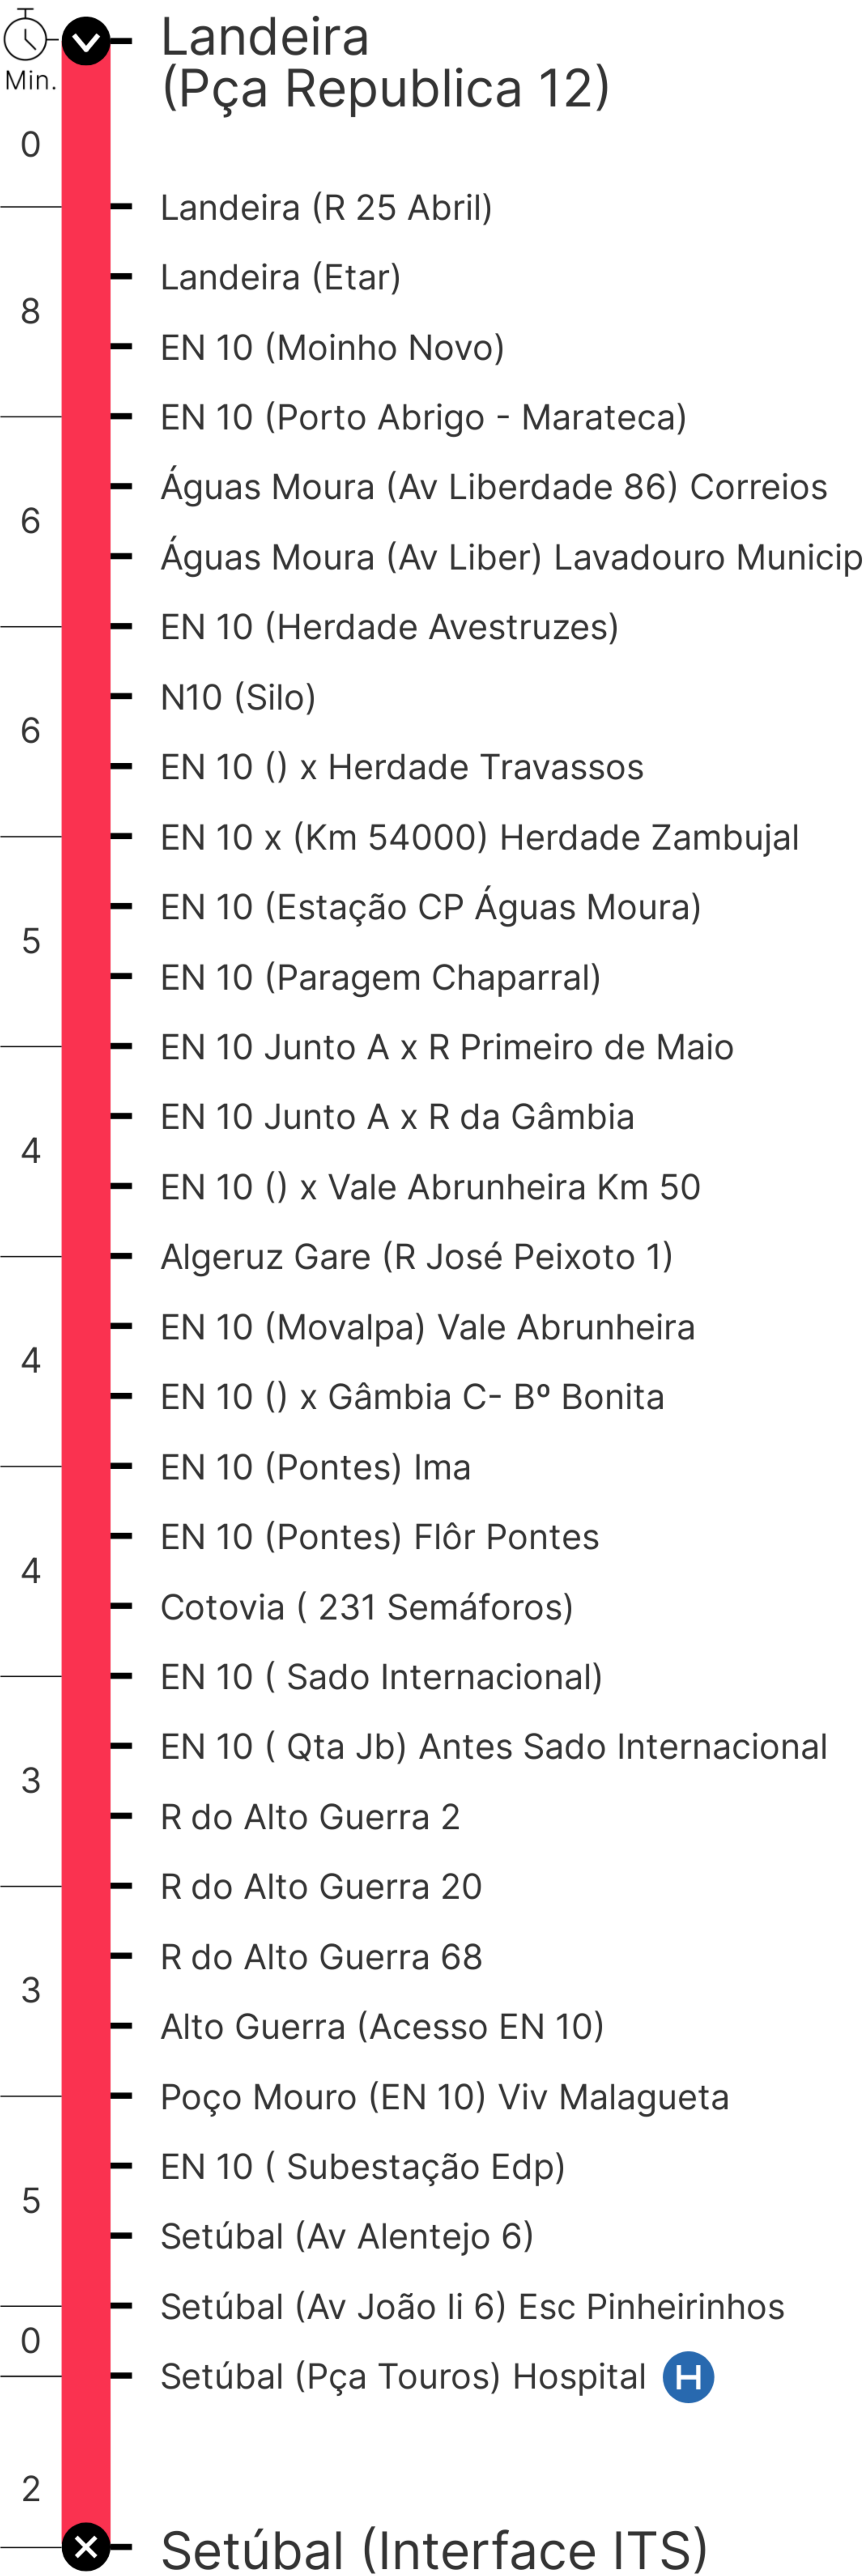 Landeira
Min.
(Pça Republica 12)
0
Landeira (R 25 Abril)
Landeira (Etar)
8
EN 10 (Moinho Novo)
EN 10 (Porto Abrigo - Marateca)
Águas Moura (Av Liberdade 86) Correios
6
Águas Moura (Av Liber) Lavadouro Municip
EN 10 (Herdade Avestruzes)
N10 (Silo)
6
EN 10 () x Herdade Travassos
EN 10 x (Km 54000) Herdade Zambujal
EN 10 (Estação CP Águas Moura)
5
EN 10 (Paragem Chaparral)
EN 10 Junto A x R Primeiro de Maio
EN 10 Junto A x R da Gâmbia
4
EN 10 () x Vale Abrunheira Km 50
Algeruz Gare (R José Peixoto 1)
EN 10 (Movalpa) Vale Abrunheira
4
EN 10 () x Gâmbia C- Bº Bonita
EN 10 (Pontes) Ima
EN 10 (Pontes) Flôr Pontes
4
Cotovia ( 231 Semáforos)
EN 10 ( Sado Internacional)
EN 10 ( Qta Jb) Antes Sado Internacional
3
R do Alto Guerra 2
R do Alto Guerra 20
R do Alto Guerra 68
3
Alto Guerra (Acesso EN 10)
Poço Mouro (EN 10) Viv Malagueta
EN 10 ( Subestação Edp)
5
Setúbal (Av Alentejo 6)
Setúbal (Av João Ii 6) Esc Pinheirinhos
0
Setúbal (Pça Touros) Hospital H
2
Setúbal (Interface ITS)